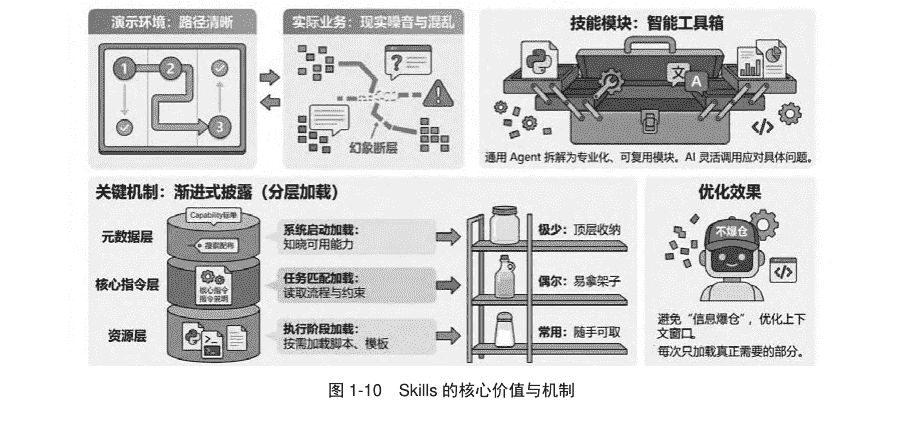 演示环境：路径清晰
1
2
3
实际业务：现实噪音与混乱
?
!
幻象断层
技能模块：智能工具箱
文
A
</>
通用 Agent 拆解为专业化、可复用模块。AI 灵活调用应对具体问题。
关键机制：渐进式披露（分层加载）
元数据层
Capability标单
系统启动加载：
知晓可用能力
极少：顶层收纳
核心指令层
核心指令
任务匹配加载：
读取流程与约束
偶尔：易拿架子
资源层
执行阶段加载：
按需加载脚本、模板
常用：随手可取
优化效果
不爆仓
</>
避免“信息爆仓”，优化上下
文窗口。
每次只加载真正需要的部分。
图 1-10 Skills 的核心价值与机制